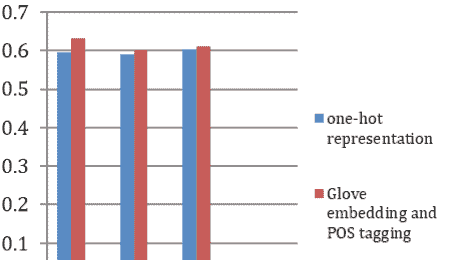 0.7
0.6
0.5
0.4
0.3
0.2
0.1
one-hot
representation
Glove
embedding and
POS tagging